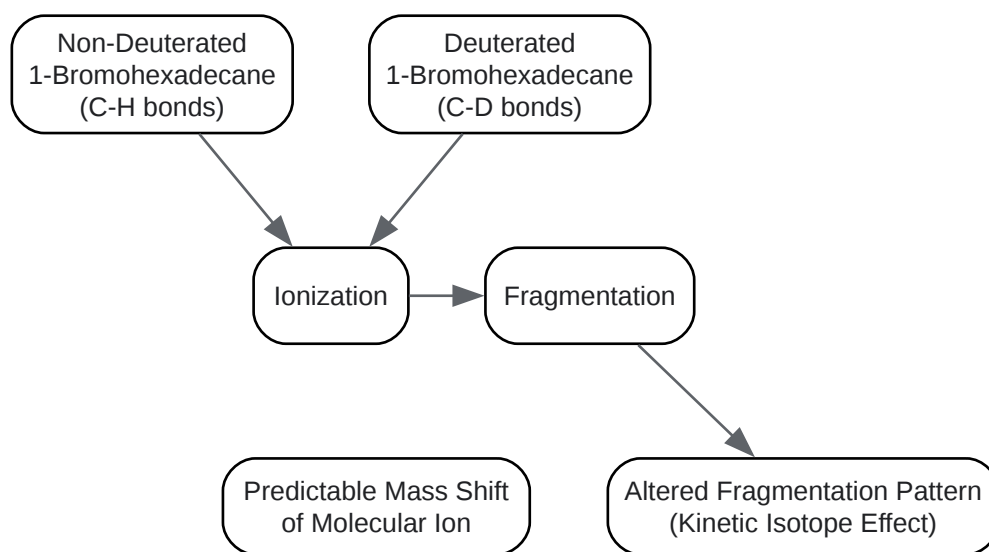 Non-Deuterated
1-Bromohexadecane
(C-H bonds)
Deuterated
1-Bromohexadecane
(C-D bonds)
Ionization
Fragmentation
Predictable Mass Shift
of Molecular Ion
Altered Fragmentation Pattern
(Kinetic Isotope Effect)